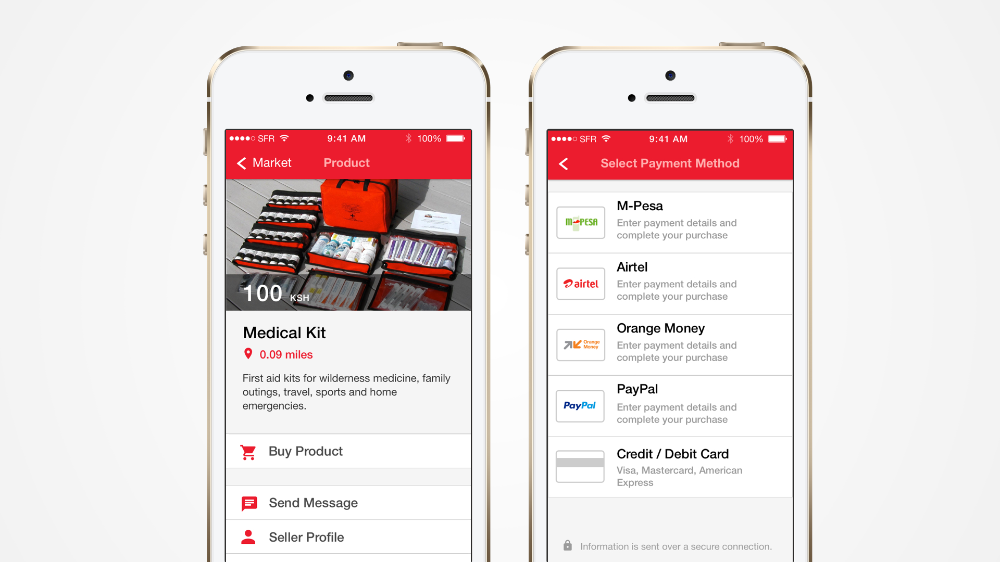 SFR
9:41 AM
100%
Market
Product
100 KSH
Medical Kit
0.09 miles
First aid kits for wilderness medicine, family
outings, travel, sports and home
emergencies.
Buy Product
Send Message
Seller Profile
SFR
9:41 AM
100%
Select Payment Method
M-PESA
M-Pesa
Enter payment details and
complete your purchase
airtel
Airtel
Enter payment details and
complete your purchase
Orange
Money
Orange Money
Enter payment details and
complete your purchase
PayPal
PayPal
Enter payment details and
complete your purchase
Credit / Debit Card
Visa, Mastercard, American
Express
Information is sent over a secure connection.